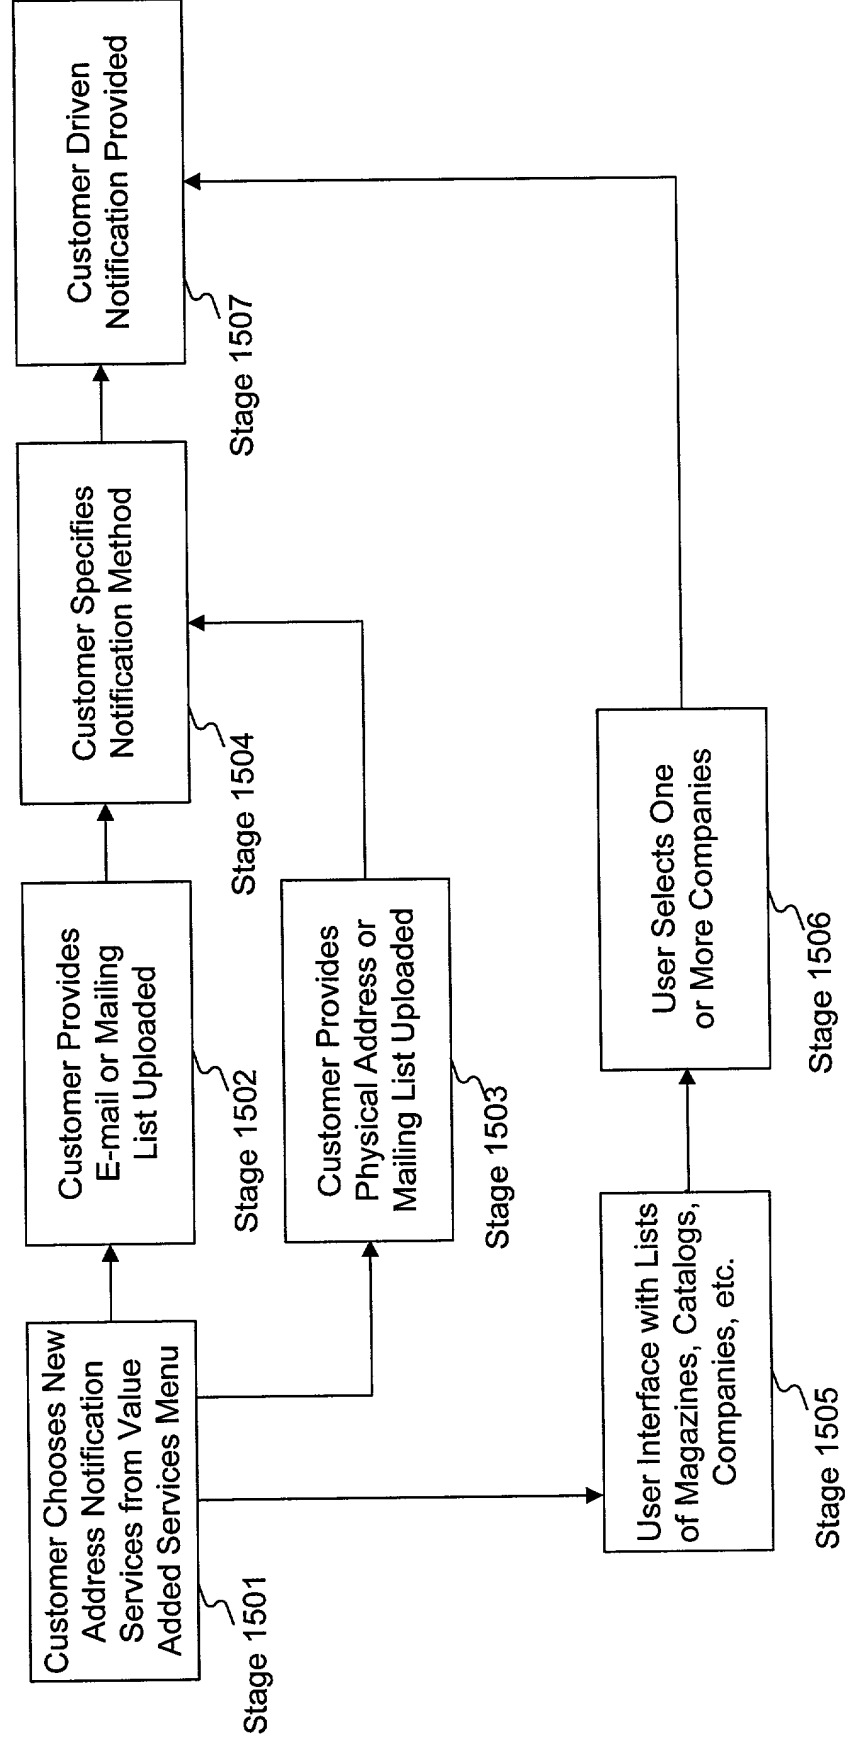 Customer Chooses New
Address Notification
Services from Value
Added Services Menu
Stage 1501
Customer Provides
E-mail or Mailing
List Uploaded
Stage 1502
Customer Provides
Physical Address or
Mailing List Uploaded
Stage 1503
Customer Specifies
Notification Method
Stage 1504
User Interface with Lists
of Magazines, Catalogs,
Companies, etc.
Stage 1505
User Selects One
or More Companies
Stage 1506
Customer Driven
Notification Provided
Stage 1507